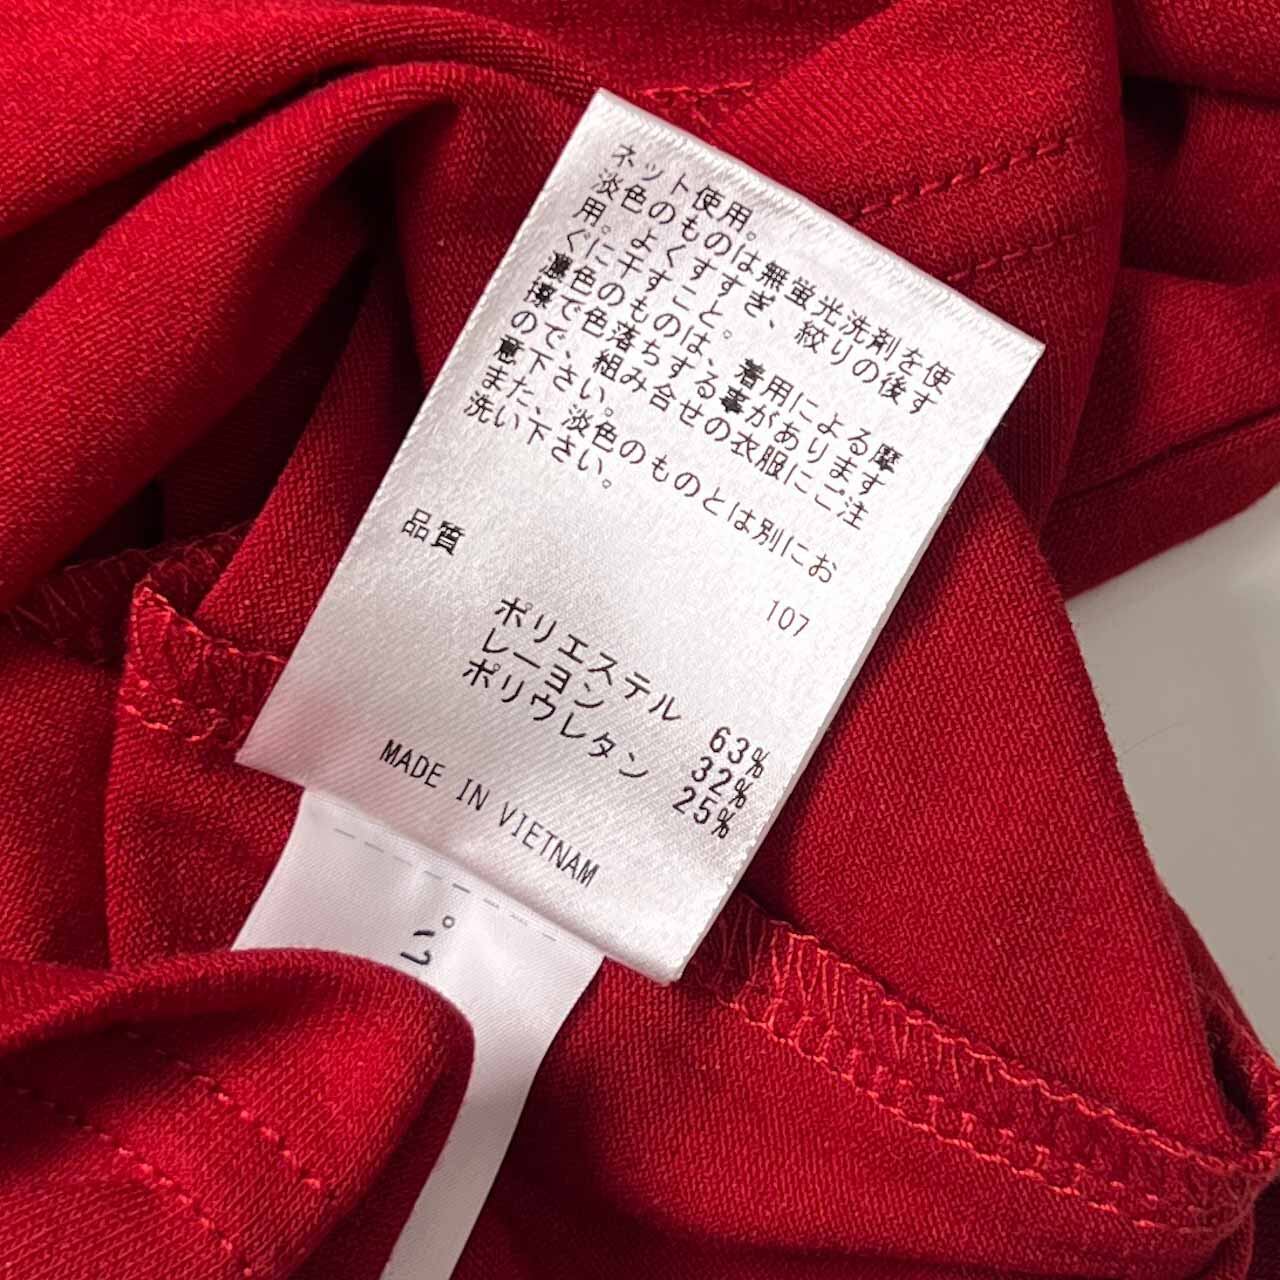 ネット使用。
淡色のものは無蛍光洗剤を使
用。よくすすぎ、絞りの後す
ぐに干すこと。
濃色のものは、着用による摩
擦で色落ちする事があります
ので、組み合せの衣服にご注
意下さい。
また、淡色のものとは別にお
洗い下さい。
107
品質
ポリエステル 63%
レーヨン 32%
ポリウレタン 25%
MADE IN VIETNAM